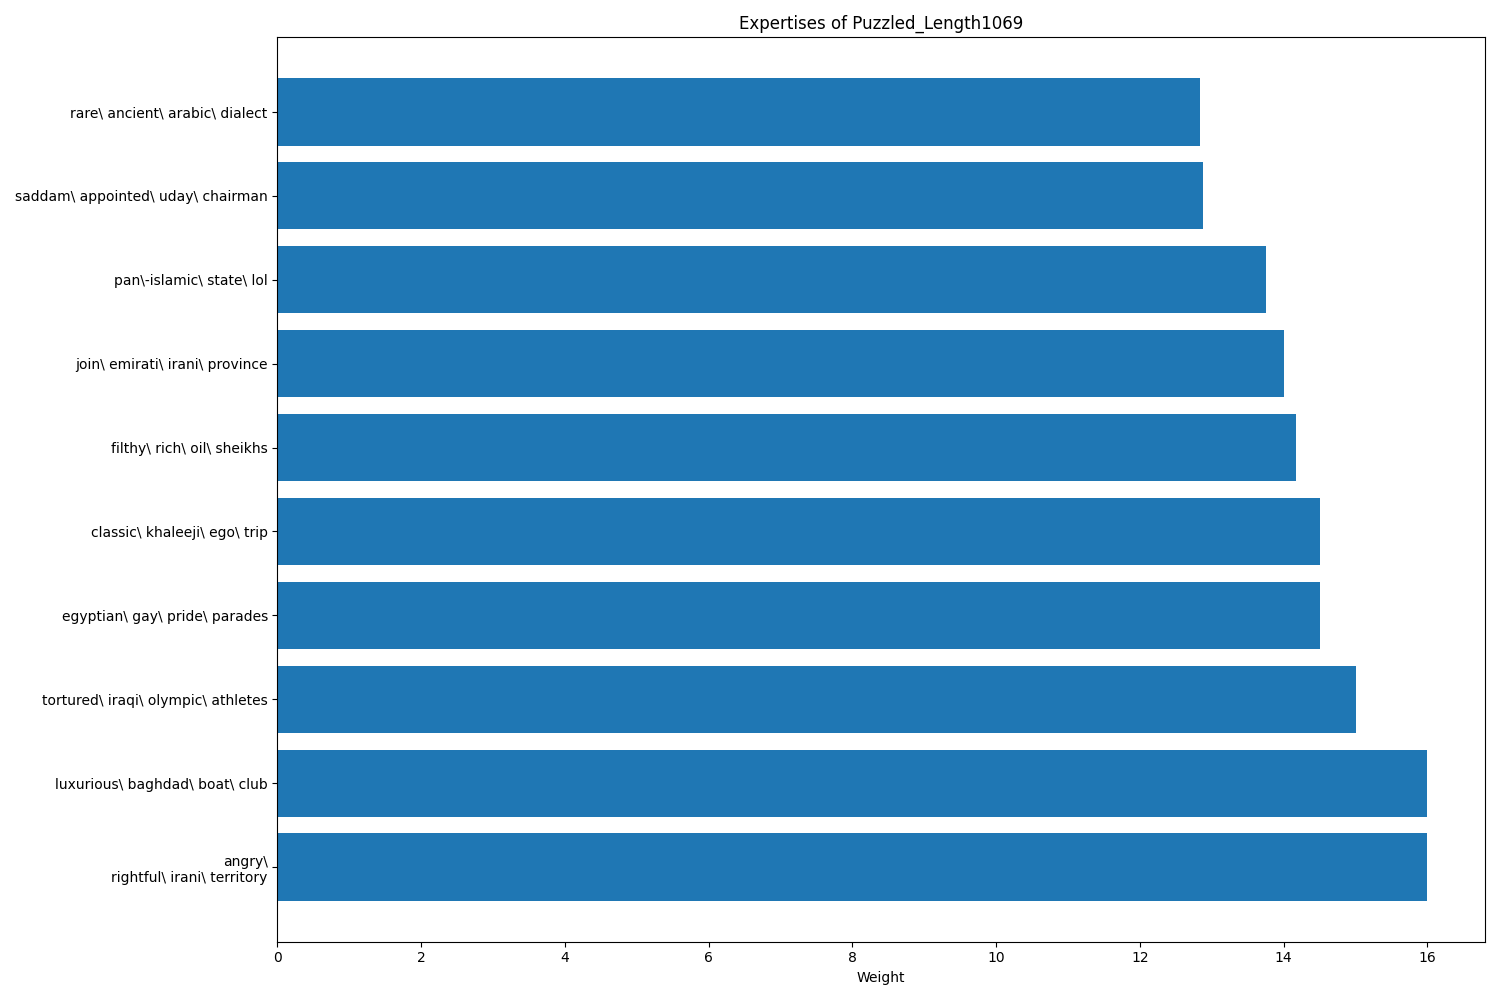 Expertises of Puzzled_Length1069
rare\ ancient\ arabic\ dialect
saddam\ appointed\ uday\ chairman
pan\-islamic\ state\ lol
join\ emirati\ irani\ province
filthy\ rich\ oil\ sheikhs
classic\ khaleeji\ ego\ trip
egyptian\ gay\ pride\ parades
tortured\ iraqi\ olympic\ athletes
luxurious\ baghdad\ boat\ club
angry\
rightful\ irani\ territory
0 2 4 6 8 10 12 14 16
Weight